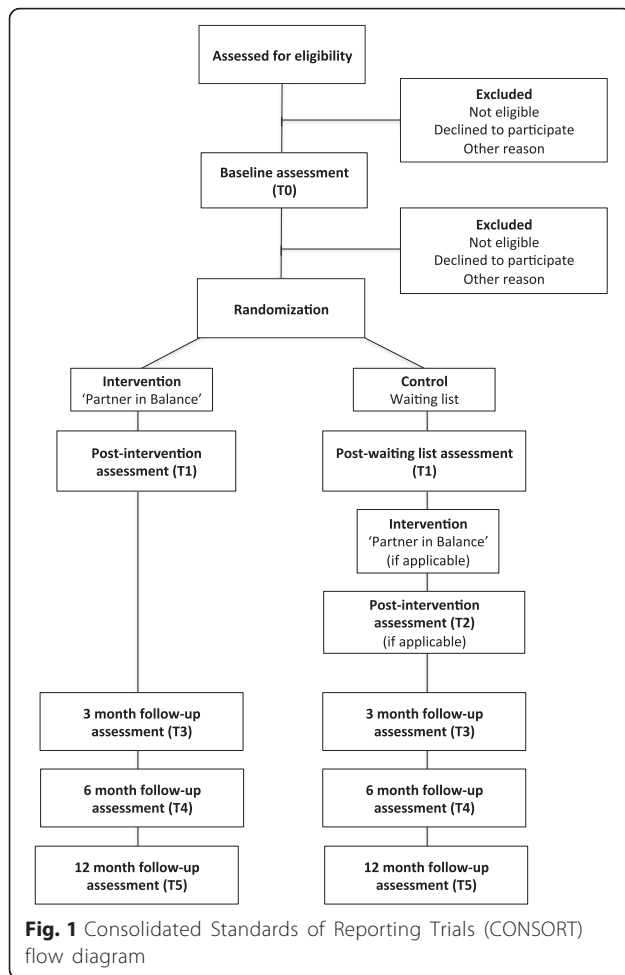 Assessed for eligibility
Excluded
Not eligible
Declined to participate
Other reason
Baseline assessment
(T0)
Excluded
Not eligible
Declined to participate
Other reason
Randomization
Intervention
'Partner in Balance'
Control
Waiting list
Post-intervention
assessment (T1)
Post-waiting list assessment
(T1)
Intervention
'Partner in Balance'
(if applicable)
Post-intervention
assessment (T2)
(if applicable)
3 month follow-up
assessment (T3)
3 month follow-up
assessment (T3)
6 month follow-up
assessment (T4)
6 month follow-up
assessment (T4)
12 month follow-up
assessment (T5)
12 month follow-up
assessment (T5)
Fig. 1 Consolidated Standards of Reporting Trials (CONSORT)
flow diagram